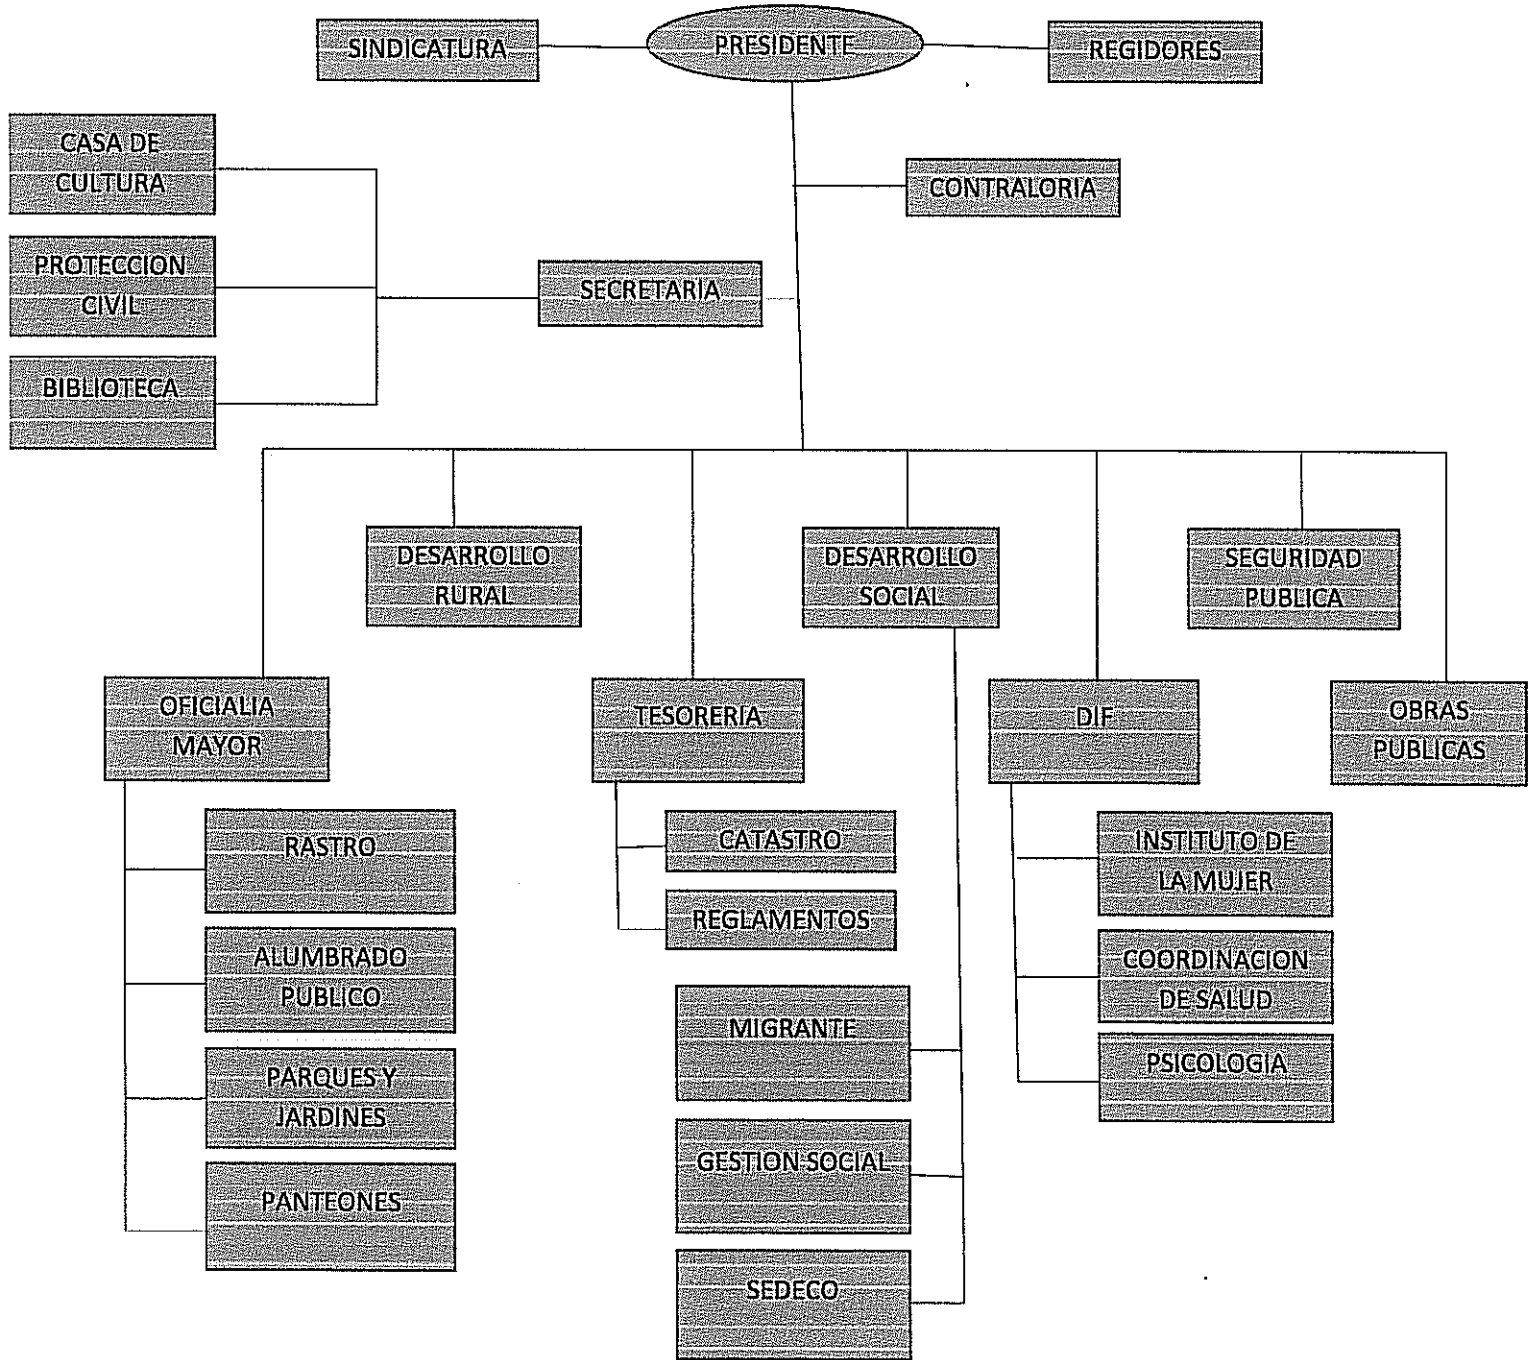 SINDICATURA
PRESIDENTE
REGIDORES
CASA DE
CULTURA
CONTRALORIA
PROTECCION
CIVIL
SECRETARIA
BIBLIOTECA
DESARROLLO
RURAL
DESARROLLO
SOCIAL
SEGURIDAD
PUBLICA
OFICIALIA
MAYOR
TESORERIA
DIF
OBRAS
PUBLICAS
RASTRO
ALUMBRADO
PUBLICO
PARQUES Y
JARDINES
PANTEONES
CATASTRO
REGLAMENTOS
MIGRANTE
GESTION SOCIAL
SEDECO
INSTITUTO DE
LA MUJER
COORDINACION
DE SALUD
PSICOLOGIA